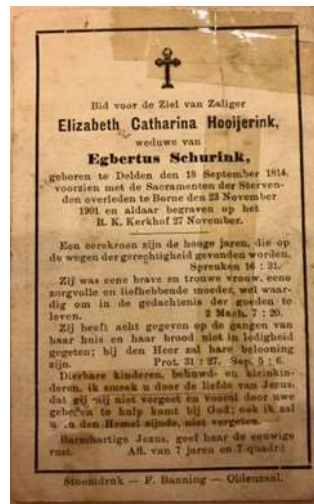 Bid voor de Ziel van Zaliger
Elizabeth Catharina Hooijerink,
weduwe van
Egbertus Schurink,
geboren te Delden den 18 September 1814,
voorzien met de Sacramenten der Sterven-
den overleden te Borne den 23 November
1901 en aldaar begraven op het
R. K. Kerkhof 27 November.
Een eerekroon zijn de hooge jaren, die op
de wegen der gerechtigheid gevonden worden.
Spreuken 16 : 31.
Zij was eene brave en trouwe vrouw, eene
zorgvolle en liefhebbende moeder, wel waar-
dig om in de gedachtenis der goeden te
leven. 2 Mach. 7 : 20.
Zij heeft acht gegeven op de gangen van
haar huis en haar brood niet in ledigheid
gegeten; bij den Heer zal hare belooning
zijn. Prot. 31 : 27. Sap. 5 : 6.
Dierbare kinderen, behuwd- en kleinkin-
deren, ik smeek u door de liefde van Jezus,
dat gij mij niet vergeet en vooral door uwe
gebeden te hulp komt bij God; ook ik zal
u in den Hemel zijnde, niet vergeten.
Barmhartige Jezus, geef haar de eeuwige
rust. Afl. van 7 jaren en 7 quadr.
Stoomdruk — F. Banning — Oldenzaal.